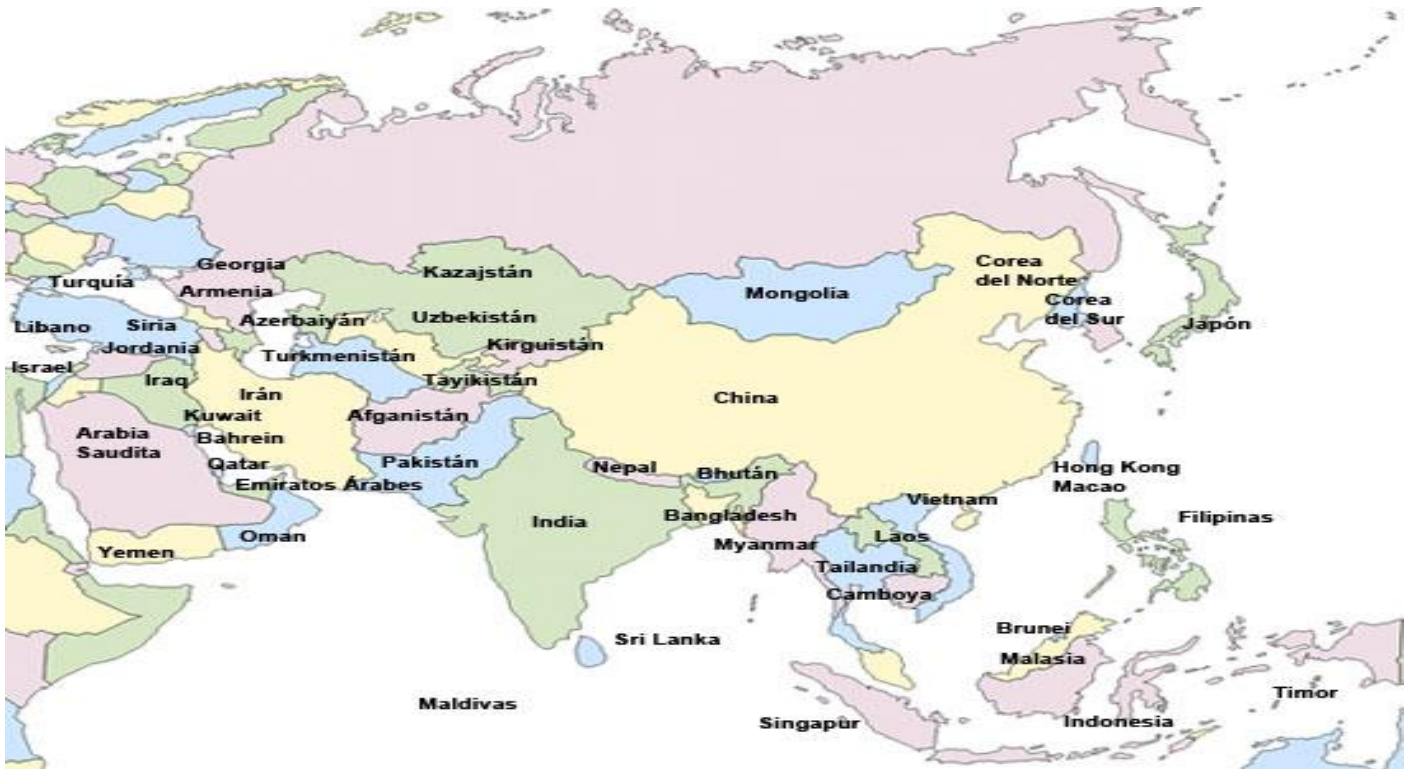 Georgia
Kazajstán
Corea
del Norte
Turquía
Armenia
Mongolia
Corea
del Sur
Libano
Siria
Azerbaiyán
Uzbekistán
Japón
Jordania
Turkmenistán
Kirguistán
Israel
Iraq
Irán
Tayikistán
China
Kuwait
Afganistán
Arabia
Saudita
Bahrein
Qatar
Pakistán
Nepal
Bhután
Hong Kong
Macao
Emiratos Árabes
Vietnam
India
Bangladesh
Filipinas
Oman
Yemen
Myanmar
Laos
Tailandia
Camboya
Sri Lanka
Brunei
Malasia
Maldivas
Timor
Singapur
Indonesia